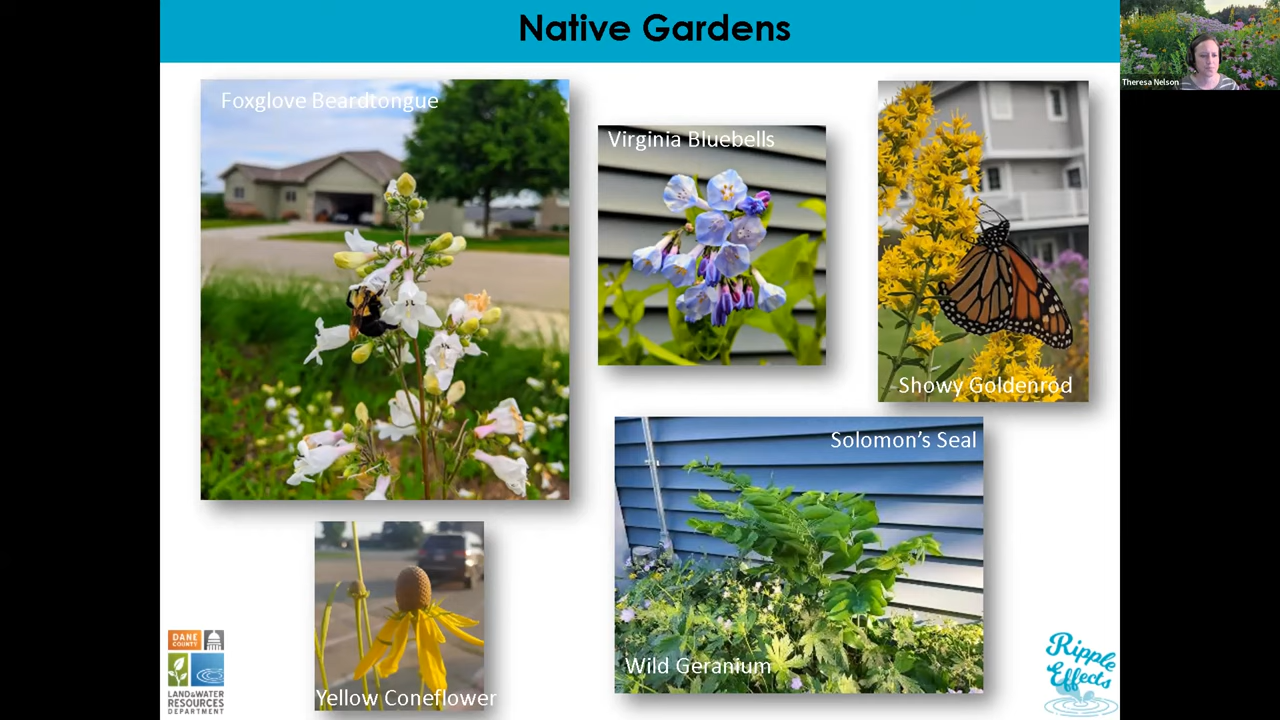 Native Gardens
Theresa Nelson
Foxglove Beardtongue
Virginia Bluebells
Showy Goldenrod
Solomon's Seal
Wild Geranium
Yellow Coneflower
DANE
COUNTY
LAND&WATER
RESOURCES
DEPARTMENT
Ripple
Effects